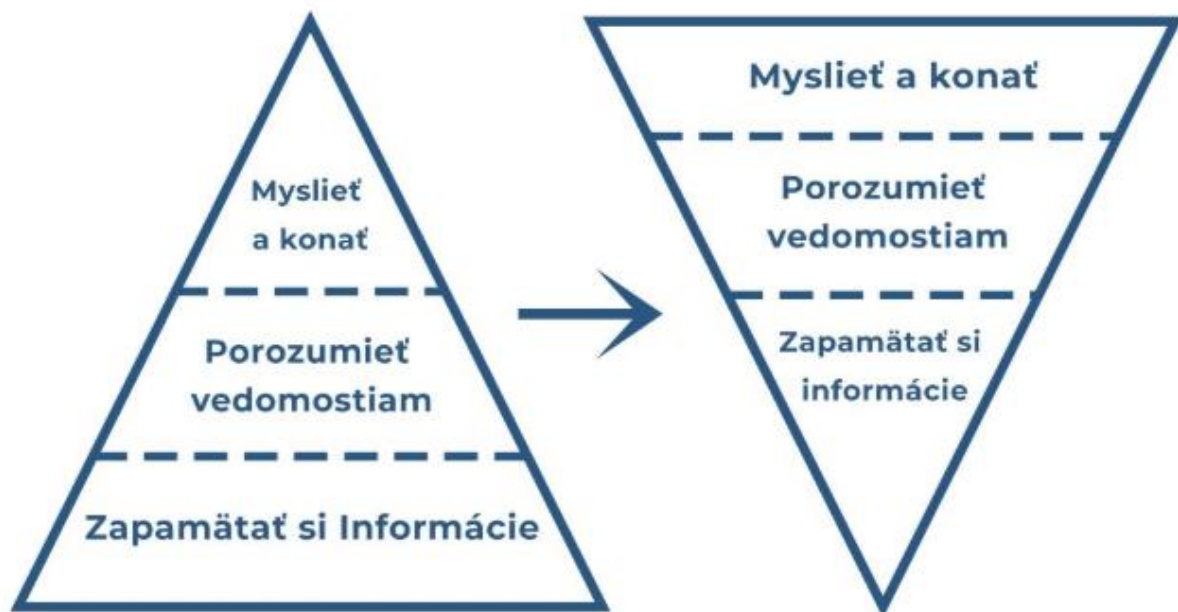 Myslieť
a konať
Porozumieť
vedomostiam
Zapamätať si Informácie
Myslieť a konať
Porozumieť
vedomostiam
Zapamätať si
informácie